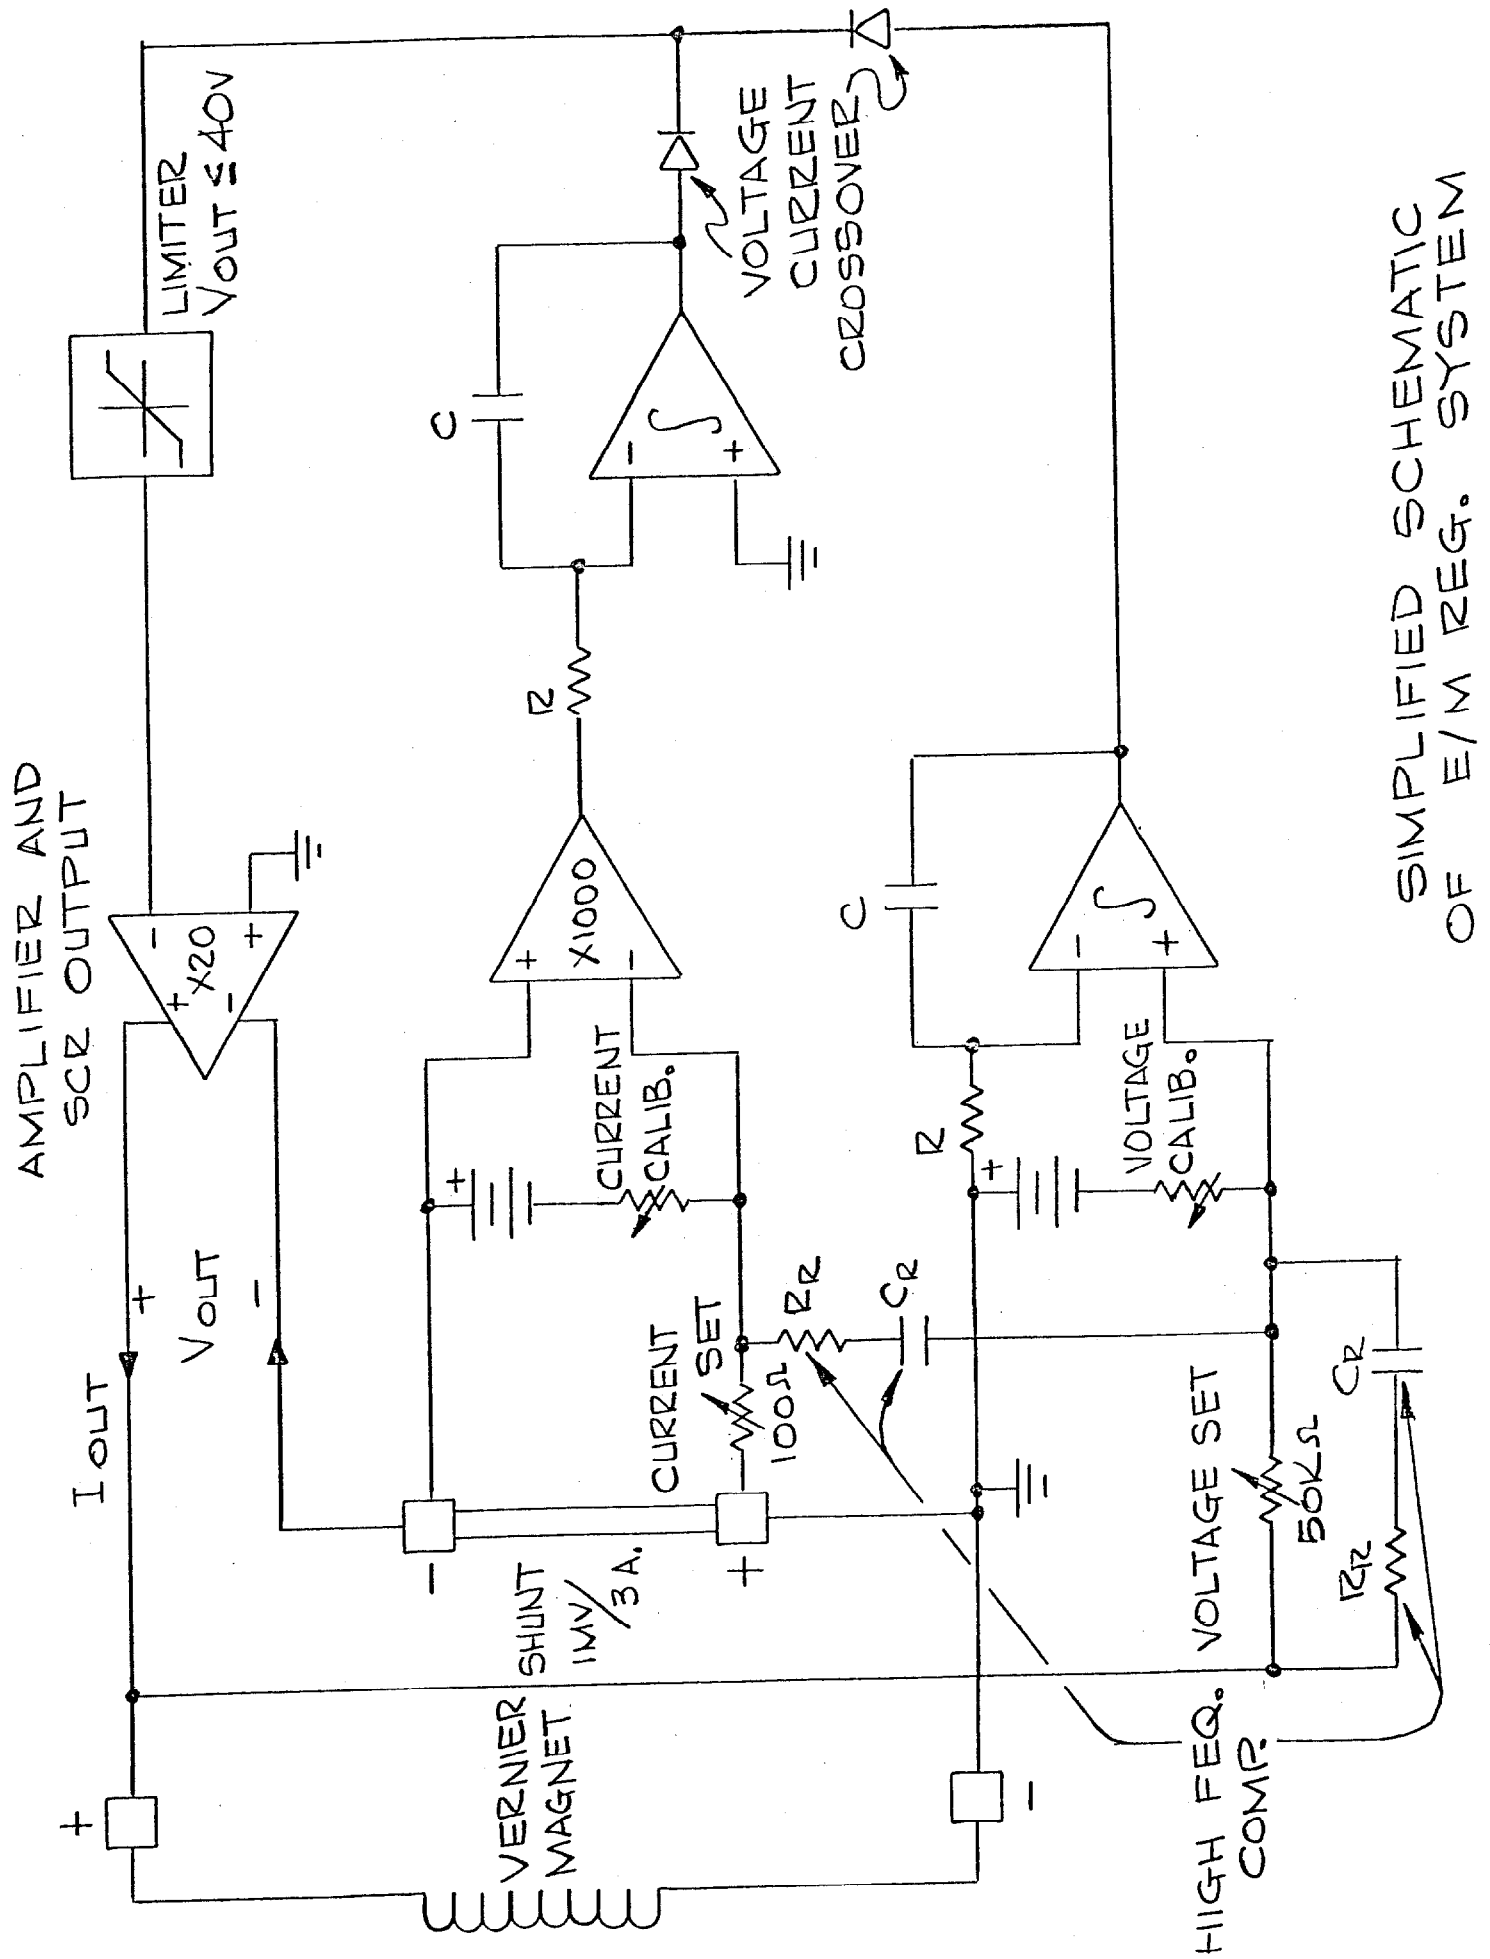 AMPLIFIER AND
SCR OUTPUT
LIMITER
VOUT ≤ 40V
I OUT
+
VOUT
-
-
X20
+
+
-
+
VERNIER
MAGNET
SHUNT
1MV/3A.
-
+
CURRENT
SET
100Ω
+
CURRENT
CALIB.
+
X1000
-
R
C
-
∫
+
VOLTAGE
CURRENT
CROSSOVER
RR
CR
-
R
+
VOLTAGE
CALIB.
C
-
∫
+
VOLTAGE SET
50KΩ
RR
CR
HIGH FEQ.
COMP.
SIMPLIFIED SCHEMATIC
OF E/M REG. SYSTEM